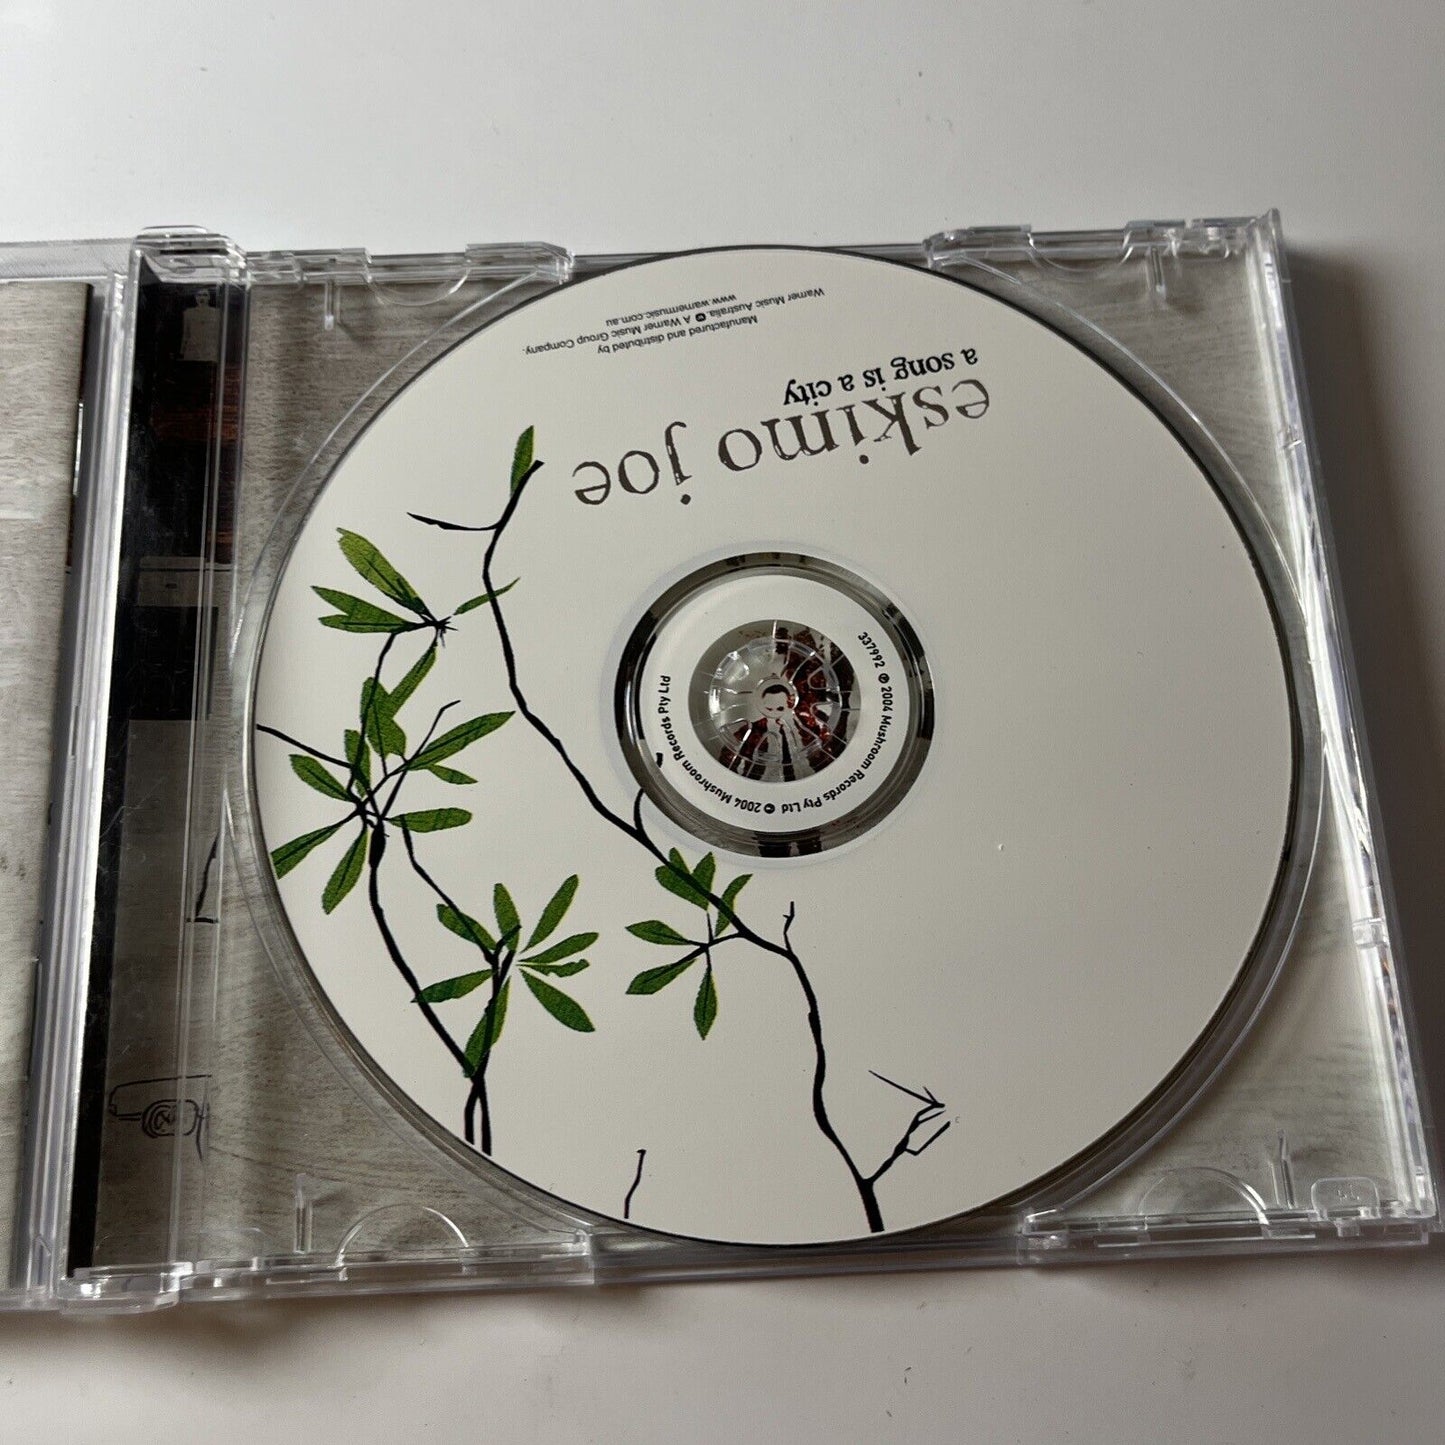 eskimo joe
a song is a city
Manufactured and distributed by
Warner Music Australia. A Warner Music Group Company.
www.warnermusic.com.au
337992 ℗ 2004 Mushroom Records Pty Ltd © 2004 Mushroom Records Pty Ltd